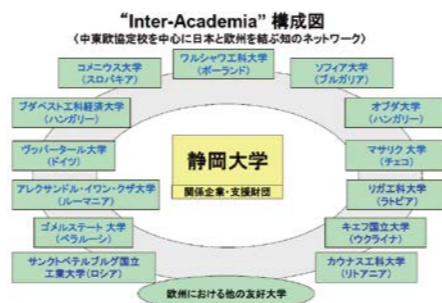 “Inter-Academia” 構成図
(中東欧協定校を中心に日本と欧州を結ぶ知のネットワーク)
ワルシャワ工科大学
(ポーランド)
コメニウス大学
(スロバキア)
ソフィア大学
(ブルガリア)
ブダペスト工科経済大学
(ハンガリー)
オブダ大学
(ハンガリー)
ヴッパータール大学
(ドイツ)
静岡大学
関係企業・支援財団
マサリク 大学
(チェコ)
アレクサンドル・イワン・クザ大学
(ルーマニア)
リガ工科大学
(ラトビア)
ゴメルステート 大学
(ベラルーシ)
キエフ国立大学
(ウクライナ)
サンクトペテルブルグ国立
工業大学(ロシア)
カウナス工科大学
(リトアニア)
欧州における他の友好大学